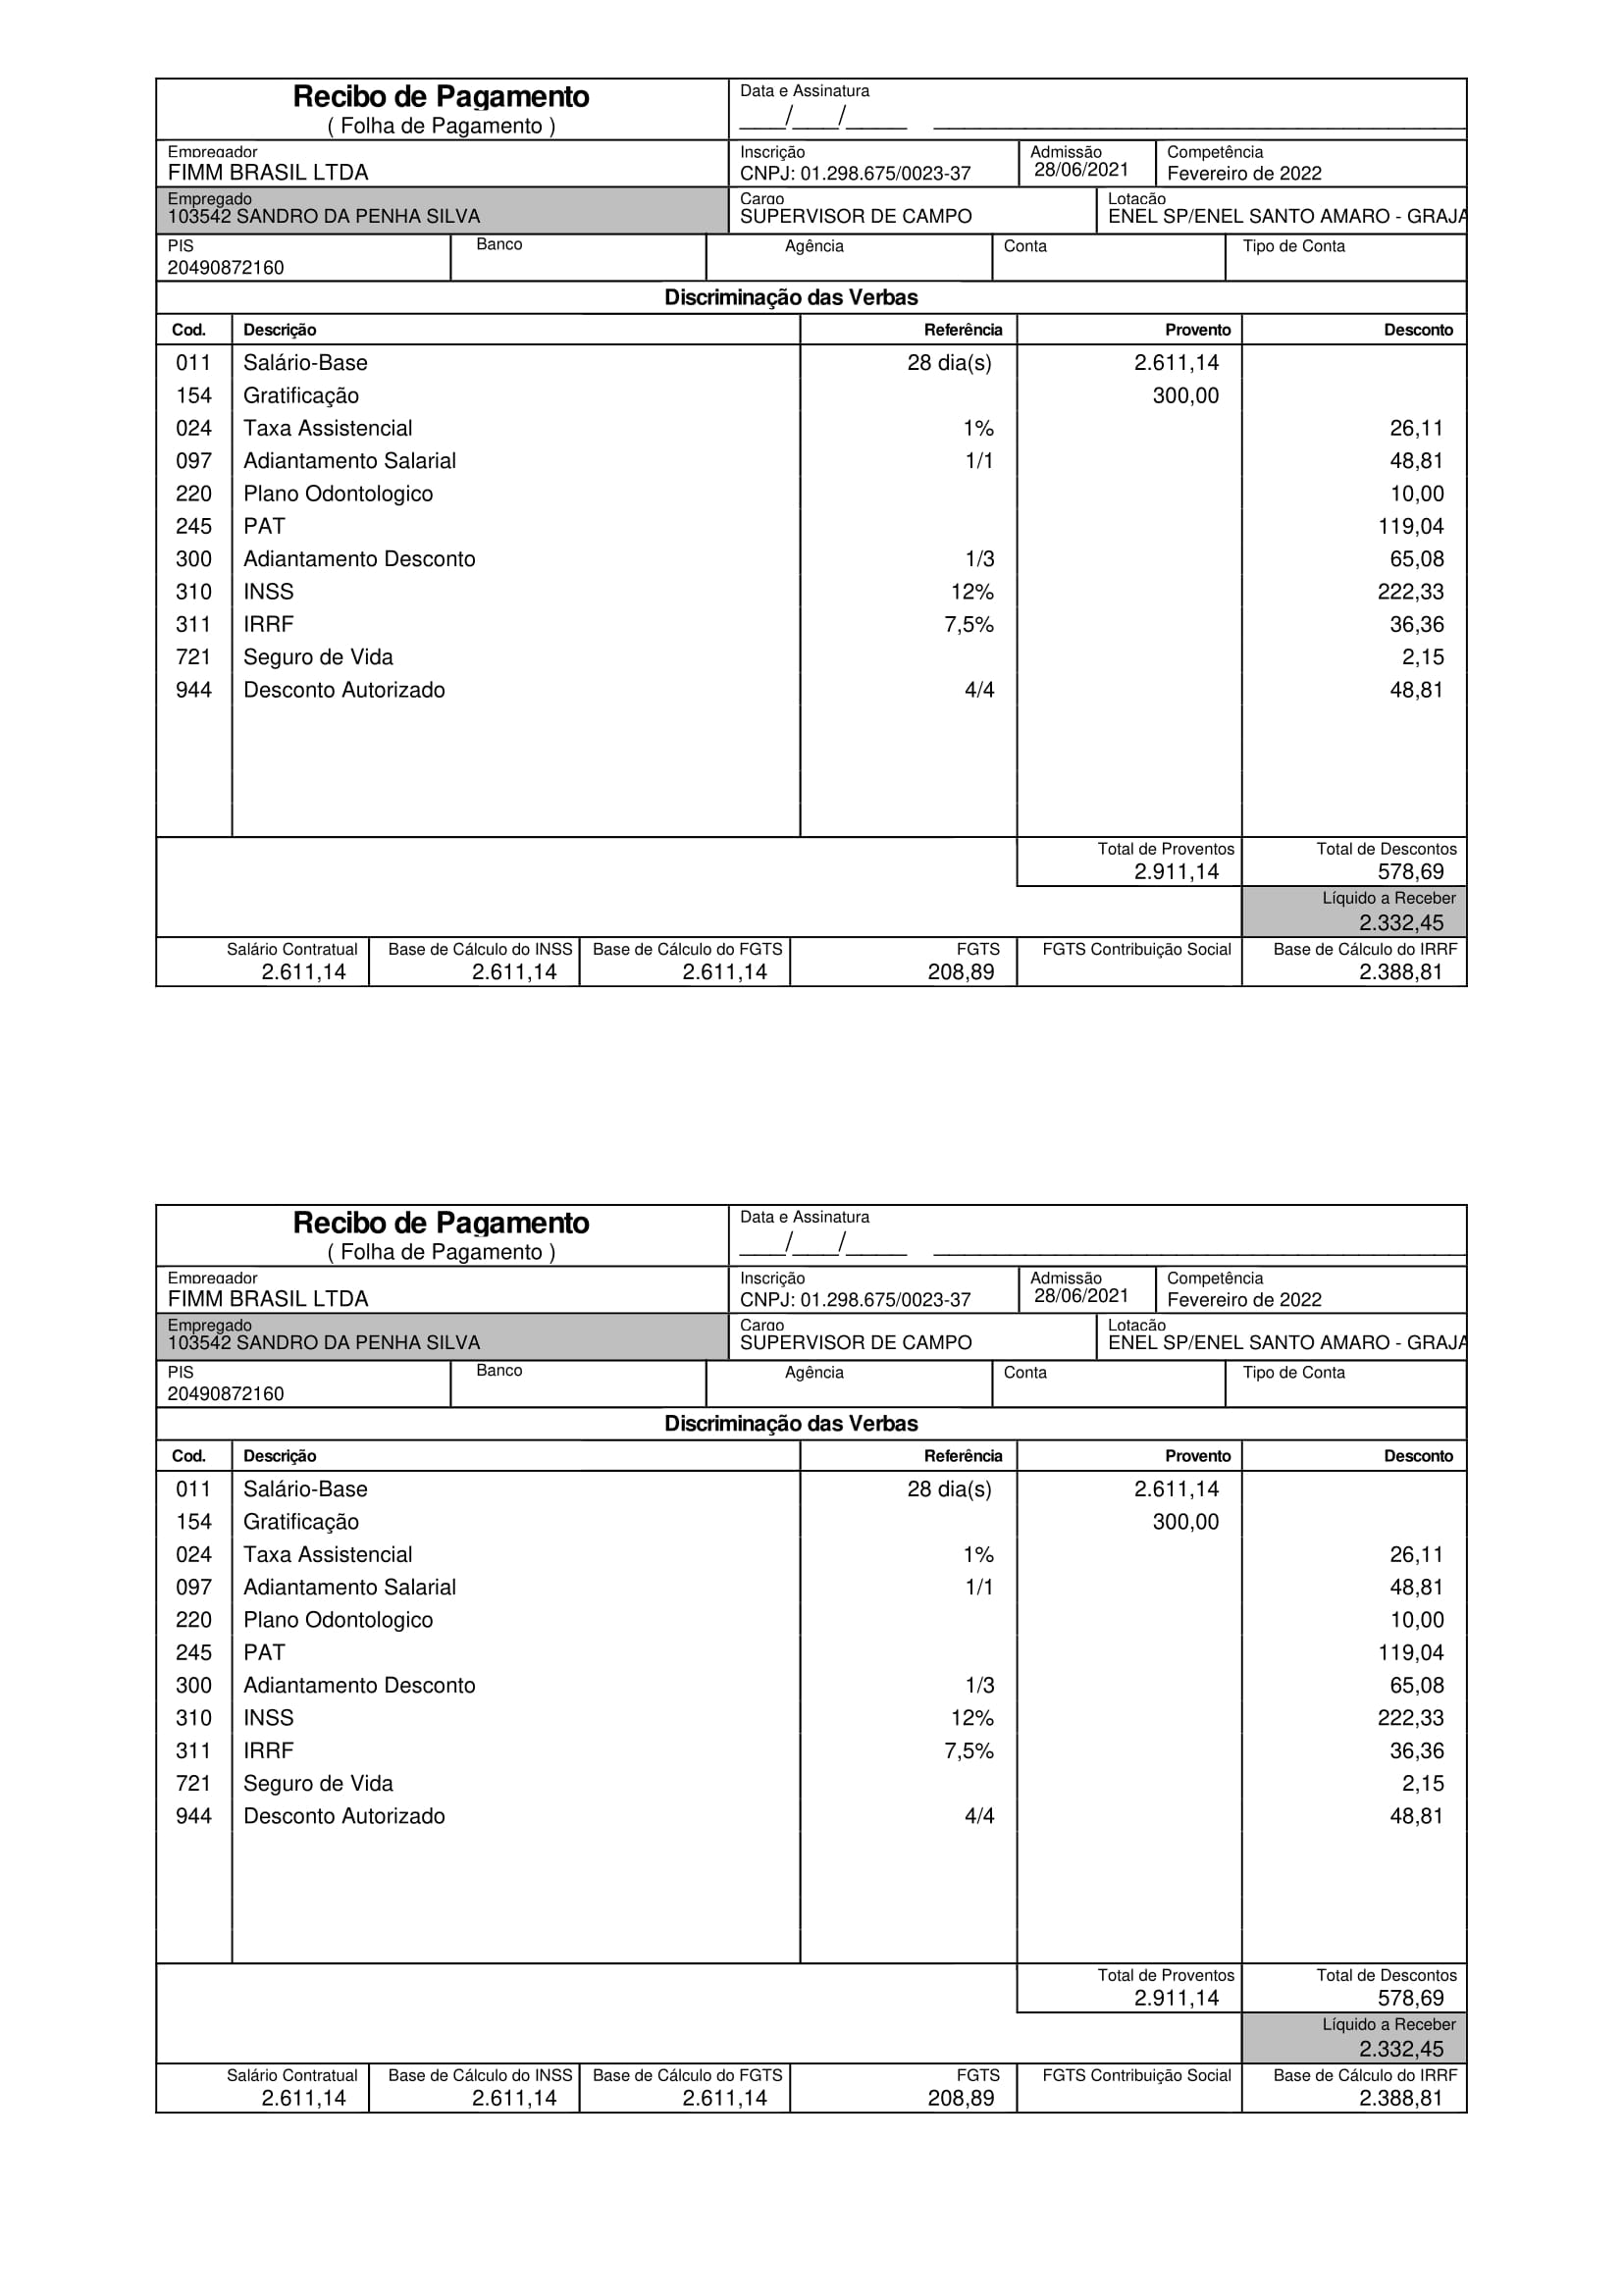 Recibo de Pagamento
( Folha de Pagamento )
Data e Assinatura
___/___/____ ___________________________________
Empregador
FIMM BRASIL LTDA
Inscrição
CNPJ: 01.298.675/0023-37
Admissão
28/06/2021
Competência
Fevereiro de 2022
Empregado
103542 SANDRO DA PENHA SILVA
Cargo
SUPERVISOR DE CAMPO
Lotação
ENEL SP/ENEL SANTO AMARO - GRAJA
PIS
20490872160
Banco
Agência
Conta
Tipo de Conta
Discriminação das Verbas
Cod. Descrição Referência Provento Desconto
011 Salário-Base 28 dia(s) 2.611,14
154 Gratificação 300,00
024 Taxa Assistencial 1% 26,11
097 Adiantamento Salarial 1/1 48,81
220 Plano Odontologico 10,00
245 PAT 119,04
300 Adiantamento Desconto 1/3 65,08
310 INSS 12% 222,33
311 IRRF 7,5% 36,36
721 Seguro de Vida 2,15
944 Desconto Autorizado 4/4 48,81
Total de Proventos Total de Descontos
2.911,14 578,69
Líquido a Receber
2.332,45
Salário Contratual Base de Cálculo do INSS Base de Cálculo do FGTS FGTS FGTS Contribuição Social Base de Cálculo do IRRF
2.611,14 2.611,14 2.611,14 208,89 2.388,81
Recibo de Pagamento
( Folha de Pagamento )
Data e Assinatura
___/___/____ ___________________________________
Empregador
FIMM BRASIL LTDA
Inscrição
CNPJ: 01.298.675/0023-37
Admissão
28/06/2021
Competência
Fevereiro de 2022
Empregado
103542 SANDRO DA PENHA SILVA
Cargo
SUPERVISOR DE CAMPO
Lotação
ENEL SP/ENEL SANTO AMARO - GRAJA
PIS
20490872160
Banco
Agência
Conta
Tipo de Conta
Discriminação das Verbas
Cod. Descrição Referência Provento Desconto
011 Salário-Base 28 dia(s) 2.611,14
154 Gratificação 300,00
024 Taxa Assistencial 1% 26,11
097 Adiantamento Salarial 1/1 48,81
220 Plano Odontologico 10,00
245 PAT 119,04
300 Adiantamento Desconto 1/3 65,08
310 INSS 12% 222,33
311 IRRF 7,5% 36,36
721 Seguro de Vida 2,15
944 Desconto Autorizado 4/4 48,81
Total de Proventos Total de Descontos
2.911,14 578,69
Líquido a Receber
2.332,45
Salário Contratual Base de Cálculo do INSS Base de Cálculo do FGTS FGTS FGTS Contribuição Social Base de Cálculo do IRRF
2.611,14 2.611,14 2.611,14 208,89 2.388,81